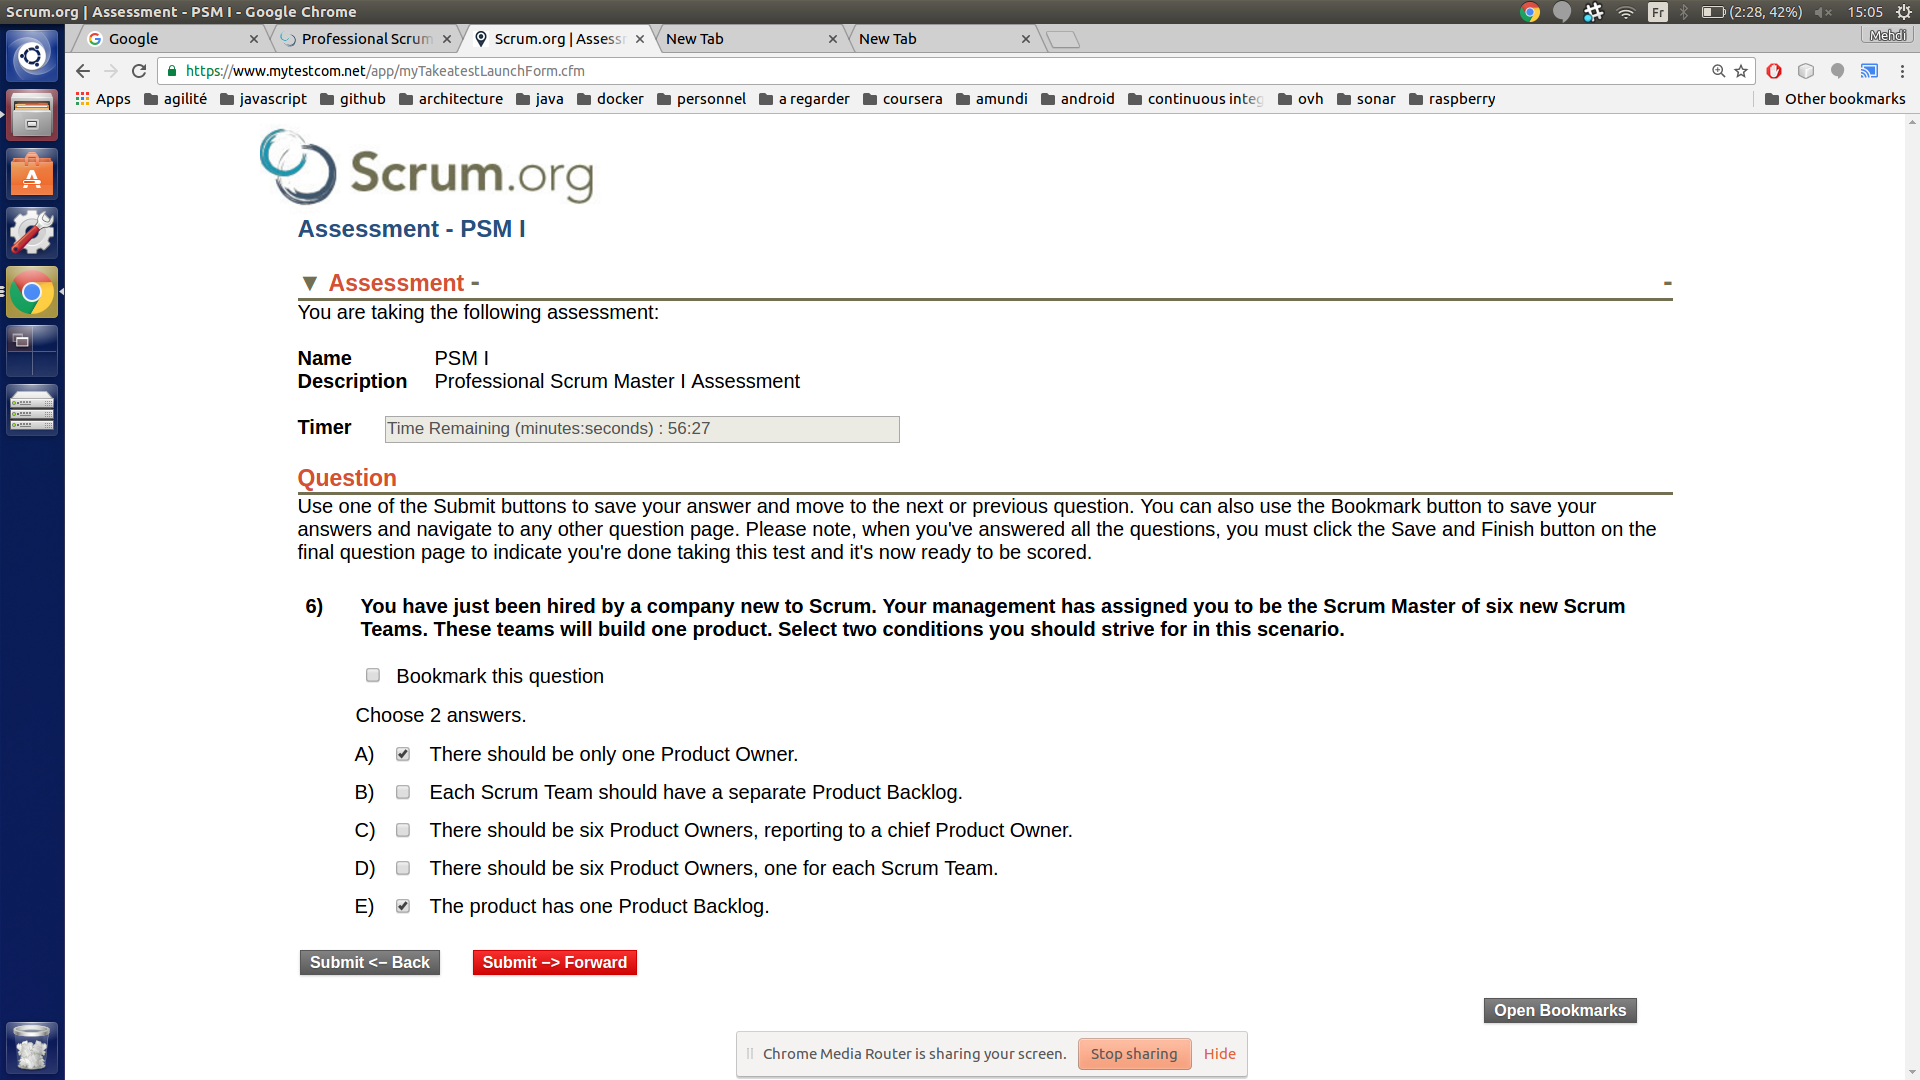 Scrum.org | Assessment - PSM I - Google Chrome
Fr
(2:28, 42%)
15:05
Google
Professional Scrum
Scrum.org | Assess
New Tab
New Tab
Mehdi
https://www.mytestcom.net/app/myTakeatestLaunchForm.cfm
Apps agilité javascript github architecture java docker personnel a regarder coursera amundi android continuous integ ovh sonar raspberry Other bookmarks
Scrum.org
Assessment - PSM I
▼ Assessment - -
You are taking the following assessment:
Name PSM I
Description Professional Scrum Master I Assessment
Timer Time Remaining (minutes:seconds) : 56:27
Question
Use one of the Submit buttons to save your answer and move to the next or previous question. You can also use the Bookmark button to save your
answers and navigate to any other question page. Please note, when you've answered all the questions, you must click the Save and Finish button on the
final question page to indicate you're done taking this test and it's now ready to be scored.
6) You have just been hired by a company new to Scrum. Your management has assigned you to be the Scrum Master of six new Scrum
Teams. These teams will build one product. Select two conditions you should strive for in this scenario.
Bookmark this question
Choose 2 answers.
A) There should be only one Product Owner.
B) Each Scrum Team should have a separate Product Backlog.
C) There should be six Product Owners, reporting to a chief Product Owner.
D) There should be six Product Owners, one for each Scrum Team.
E) The product has one Product Backlog.
Submit <– Back Submit –> Forward
Open Bookmarks
Chrome Media Router is sharing your screen. Stop sharing Hide